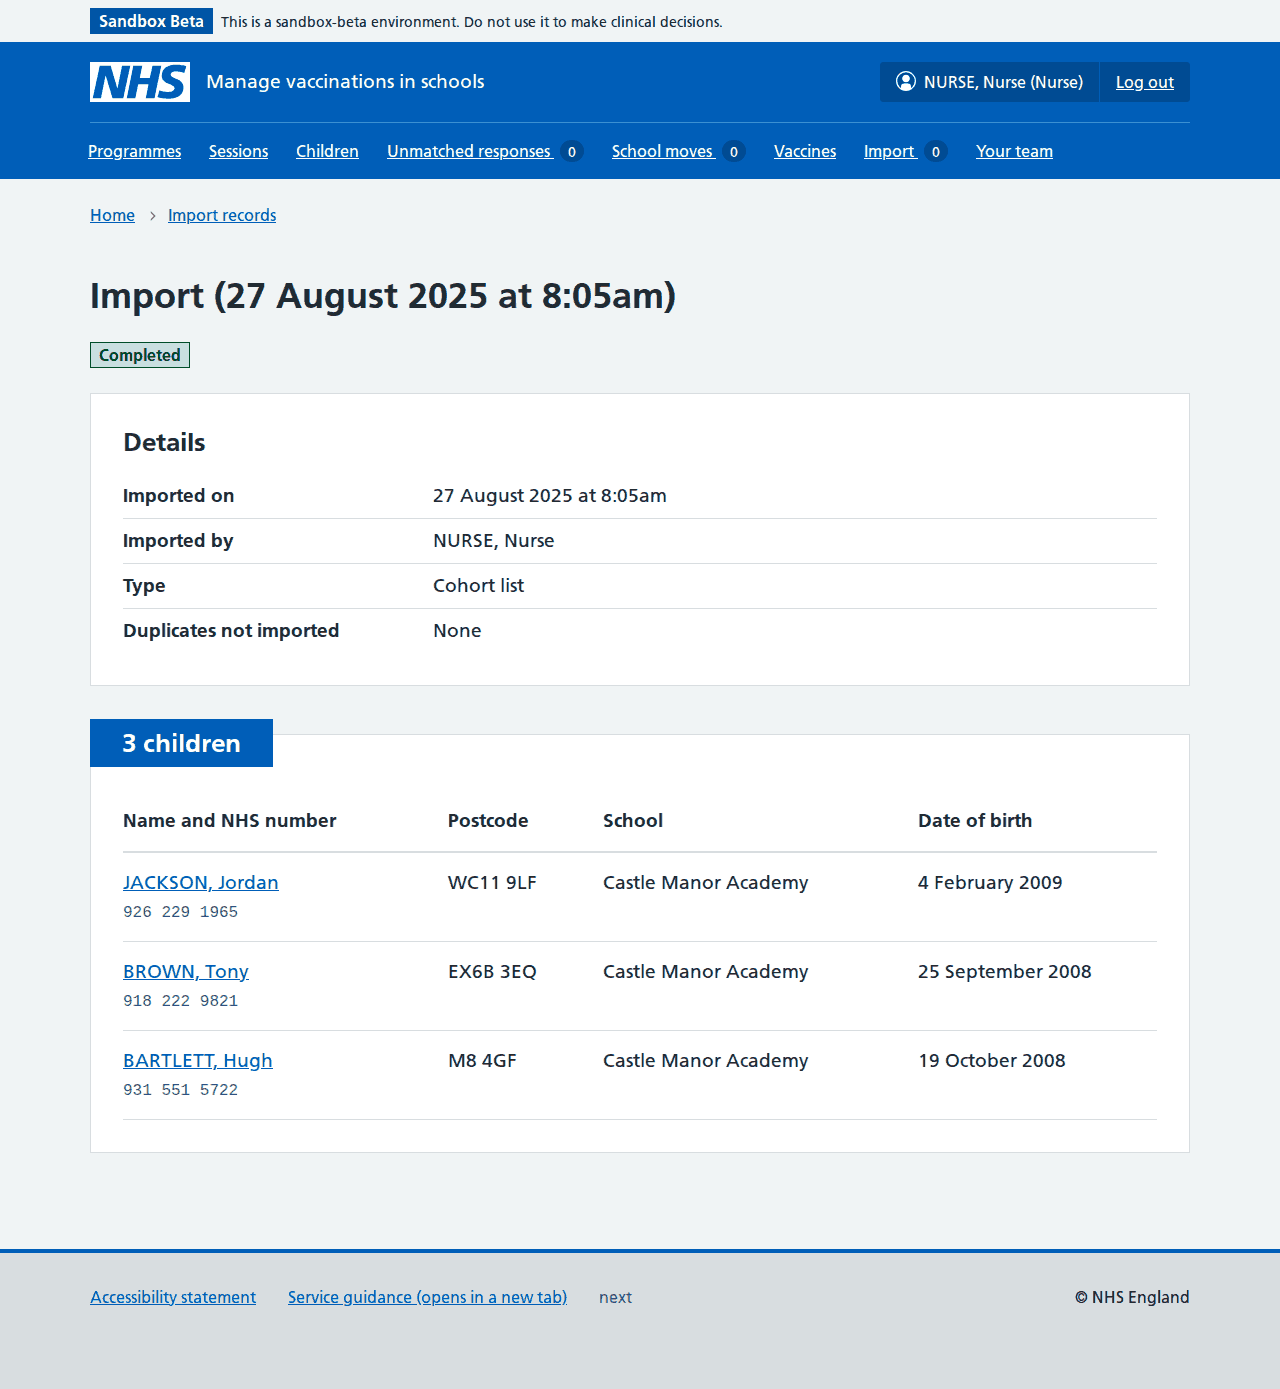 Sandbox Beta This is a sandbox-beta environment. Do not use it to make clinical decisions.
NHS Manage vaccinations in schools NURSE, Nurse (Nurse) Log out
Programmes Sessions Children Unmatched responses 0 School moves 0 Vaccines Import 0 Your team
Home Import records
Import (27 August 2025 at 8:05am)
Completed
Details
Imported on 27 August 2025 at 8:05am
Imported by NURSE, Nurse
Type Cohort list
Duplicates not imported None
3 children
Name and NHS number Postcode School Date of birth
JACKSON, Jordan WC11 9LF Castle Manor Academy 4 February 2009
926 229 1965
BROWN, Tony EX6B 3EQ Castle Manor Academy 25 September 2008
918 222 9821
BARTLETT, Hugh M8 4GF Castle Manor Academy 19 October 2008
931 551 5722
Accessibility statement Service guidance (opens in a new tab) next © NHS England